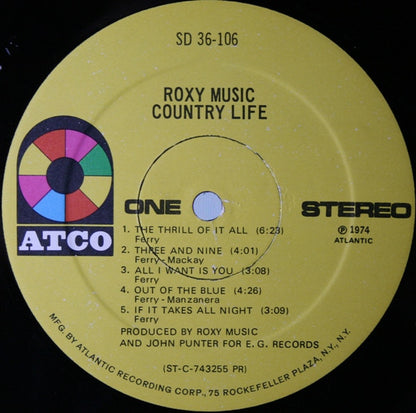 SD 36-106
ROXY MUSIC
COUNTRY LIFE
ATCO
ONE STEREO
℗ 1974
ATLANTIC
1. THE THRILL OF IT ALL (6:23)
Ferry
2. THREE AND NINE (4:01)
Ferry-Mackay
3. ALL I WANT IS YOU (3:08)
Ferry
4. OUT OF THE BLUE (4:26)
Ferry-Manzanera
5. IF IT TAKES ALL NIGHT (3:09)
Ferry
PRODUCED BY ROXY MUSIC
AND JOHN PUNTER FOR E.G. RECORDS
(ST-C-743255 PR)
MFG. BY ATLANTIC RECORDING CORP., 75 ROCKEFELLER PLAZA, N.Y., N.Y.